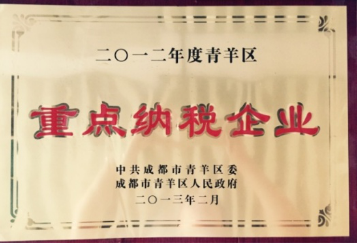 二〇一二年度青羊区
重点纳税企业
中共成都市青羊区委
成都市青羊区人民政府
二〇一三年二月